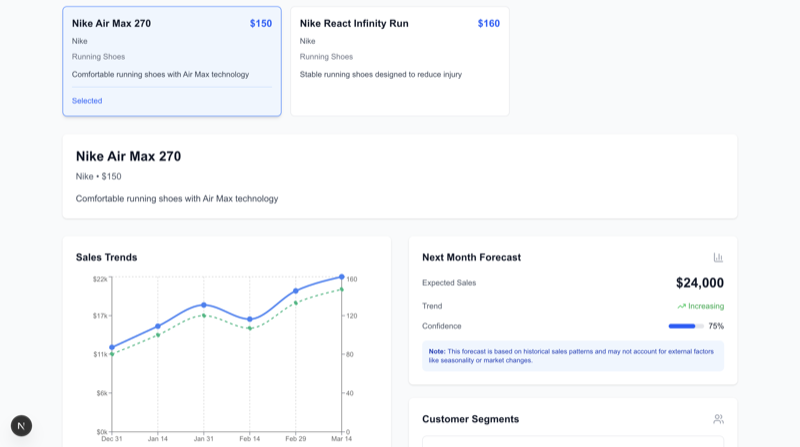 Nike Air Max 270
$150
Nike
Running Shoes
Comfortable running shoes with Air Max technology
Selected
Nike React Infinity Run
$160
Nike
Running Shoes
Stable running shoes designed to reduce injury
Nike Air Max 270
Nike • $150
Comfortable running shoes with Air Max technology
Sales Trends
$22k
$17k
$11k
$6k
$0k
160
120
80
40
0
Dec 31
Jan 14
Jan 31
Feb 14
Feb 29
Mar 14
Next Month Forecast
Expected Sales
$24,000
Trend
Increasing
Confidence
75%
Note: This forecast is based on historical sales patterns and may not account for external factors
like seasonality or market changes.
Customer Segments
N